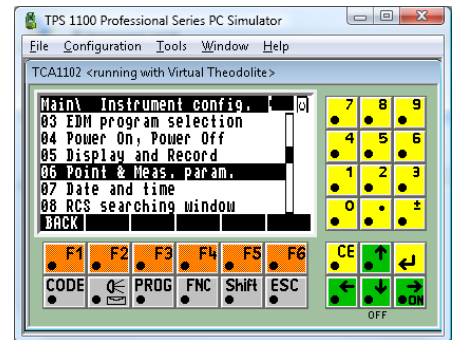 TPS 1100 Professional Series PC Simulator
File Configuration Tools Window Help
TCA1102 <running with Virtual Theodolite>
Main\ Instrument config.
03 EDM program selection
04 Power On, Power Off
05 Display and Record
06 Point & Meas. param.
07 Date and time
08 RCS searching window
BACK
7 8 9
4 5 6
1 2 3
0 . ±
F1 F2 F3 F4 F5 F6
CE
CODE PROG FNC Shift ESC
ON
OFF